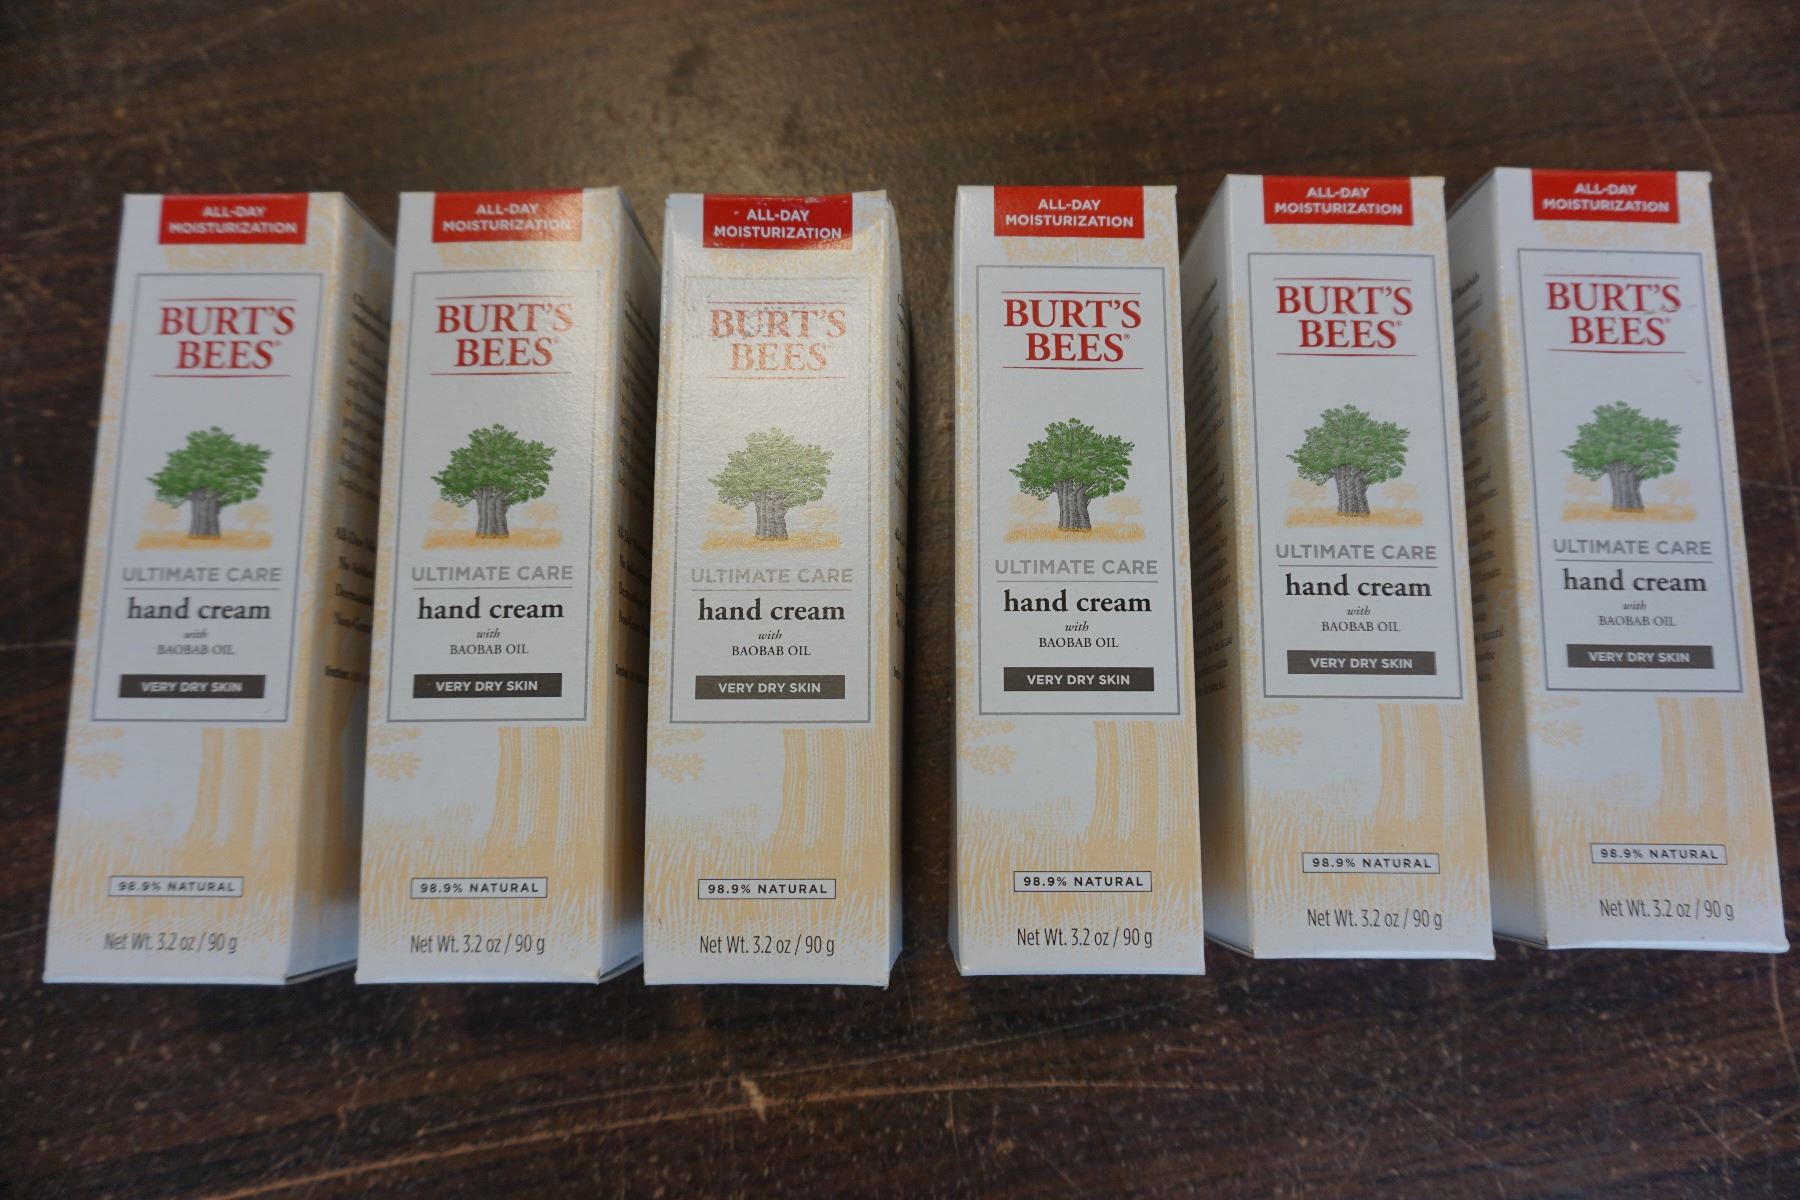 ALL-DAY
MOISTURIZATION
BURT'S
BEES®
ULTIMATE CARE
hand cream
with
BAOBAB OIL
VERY DRY SKIN
98.9% NATURAL
Net Wt. 3.2 oz / 90 g
ALL-DAY
MOISTURIZATION
BURT'S
BEES®
ULTIMATE CARE
hand cream
with
BAOBAB OIL
VERY DRY SKIN
98.9% NATURAL
Net Wt. 3.2 oz / 90 g
ALL-DAY
MOISTURIZATION
BURT'S
BEES®
ULTIMATE CARE
hand cream
with
BAOBAB OIL
VERY DRY SKIN
98.9% NATURAL
Net Wt. 3.2 oz / 90 g
ALL-DAY
MOISTURIZATION
BURT'S
BEES®
ULTIMATE CARE
hand cream
with
BAOBAB OIL
VERY DRY SKIN
98.9% NATURAL
Net Wt. 3.2 oz / 90 g
ALL-DAY
MOISTURIZATION
BURT'S
BEES®
ULTIMATE CARE
hand cream
with
BAOBAB OIL
VERY DRY SKIN
98.9% NATURAL
Net Wt. 3.2 oz / 90 g
ALL-DAY
MOISTURIZATION
BURT'S
BEES®
ULTIMATE CARE
hand cream
with
BAOBAB OIL
VERY DRY SKIN
98.9% NATURAL
Net Wt. 3.2 oz / 90 g